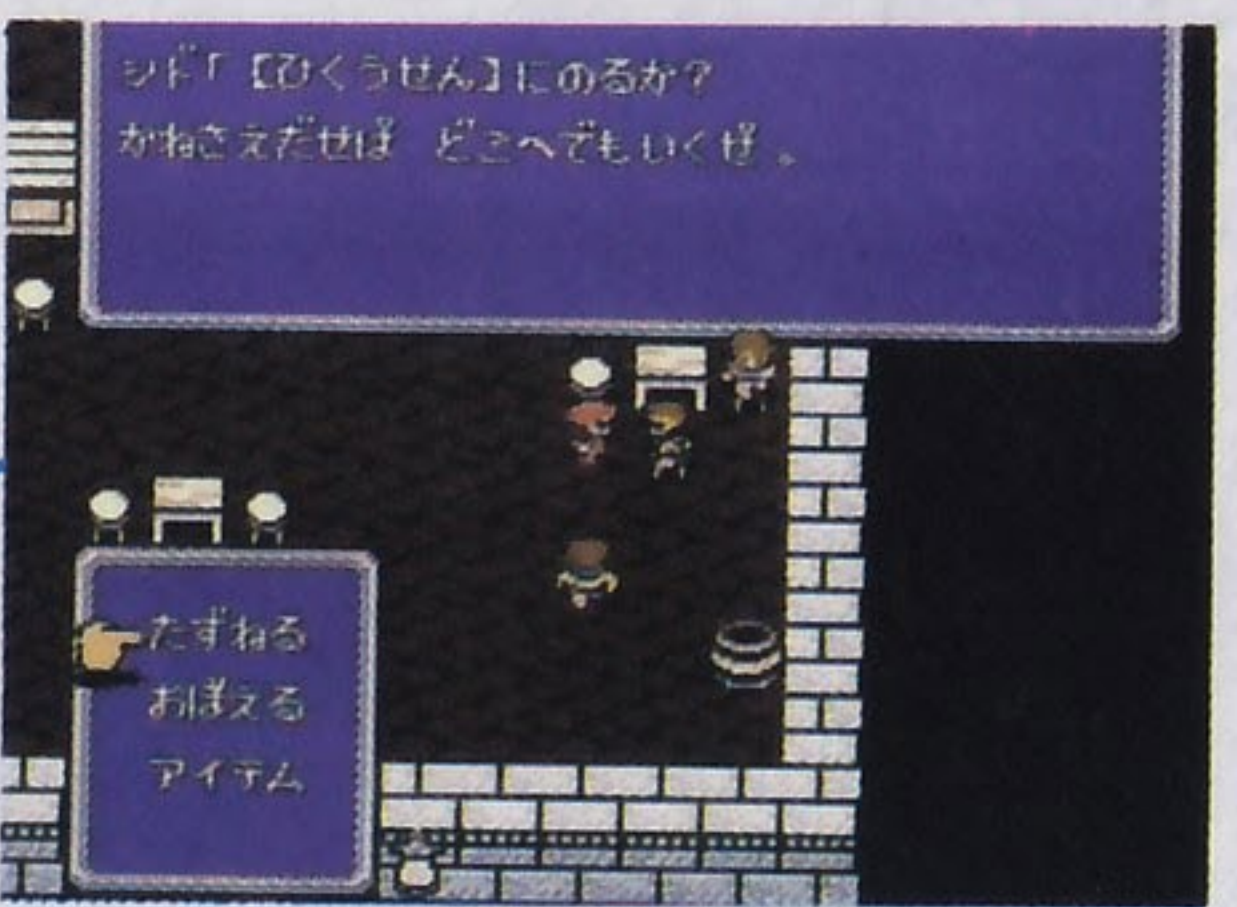 シド「【ひくうせん】にのるか?
かねさえだせば どこへでもいくぜ。
たずねる
おぼえる
アイテム